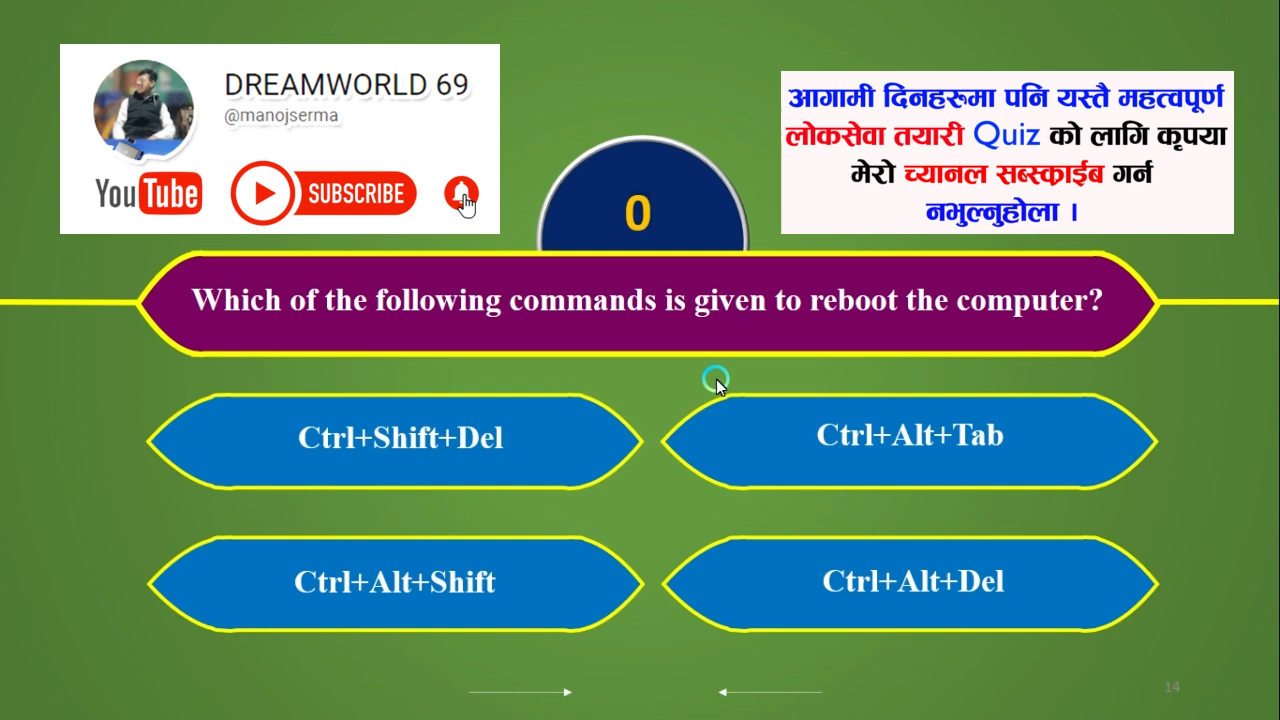 DREAMWORLD 69
@manojserma
YouTube
SUBSCRIBE
आगामी दिनहरुमा पनि यस्तै महत्वपूर्ण
लोकसेवा तयारी Quiz को लागि कृपया
मेरो च्यानल सब्स्क्राईब गर्न
नभुल्नुहोला ।
0
Which of the following commands is given to reboot the computer?
Ctrl+Shift+Del
Ctrl+Alt+Tab
Ctrl+Alt+Shift
Ctrl+Alt+Del
14